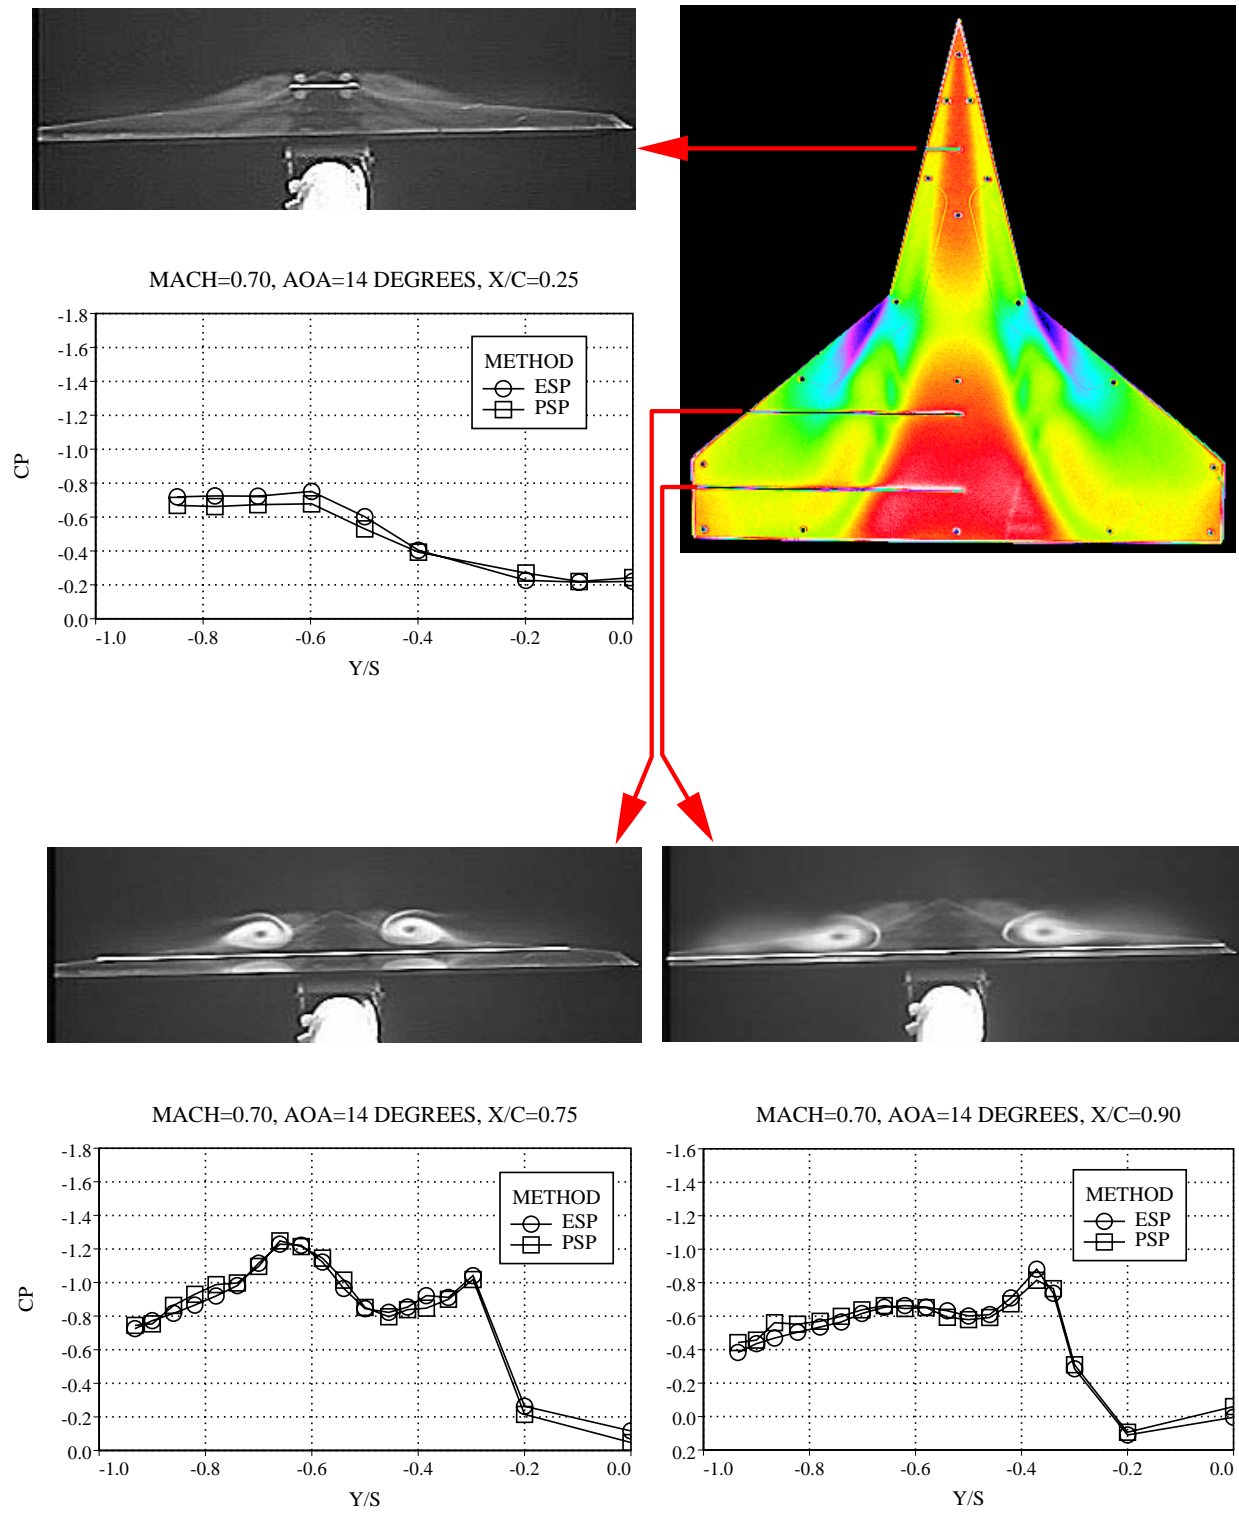 MACH=0.70, AOA=14 DEGREES, X/C=0.25
CP
-1.8
-1.6
-1.4
-1.2
-1.0
-0.8
-0.6
-0.4
-0.2
0.0
METHOD
ESP
PSP
-1.0 -0.8 -0.6 -0.4 -0.2 0.0
Y/S
MACH=0.70, AOA=14 DEGREES, X/C=0.75
CP
-1.8
-1.6
-1.4
-1.2
-1.0
-0.8
-0.6
-0.4
-0.2
0.0
METHOD
ESP
PSP
-1.0 -0.8 -0.6 -0.4 -0.2 0.0
Y/S
MACH=0.70, AOA=14 DEGREES, X/C=0.90
-1.6
-1.4
-1.2
-1.0
-0.8
-0.6
-0.4
-0.2
0.0
0.2
METHOD
ESP
PSP
-1.0 -0.8 -0.6 -0.4 -0.2 0.0
Y/S